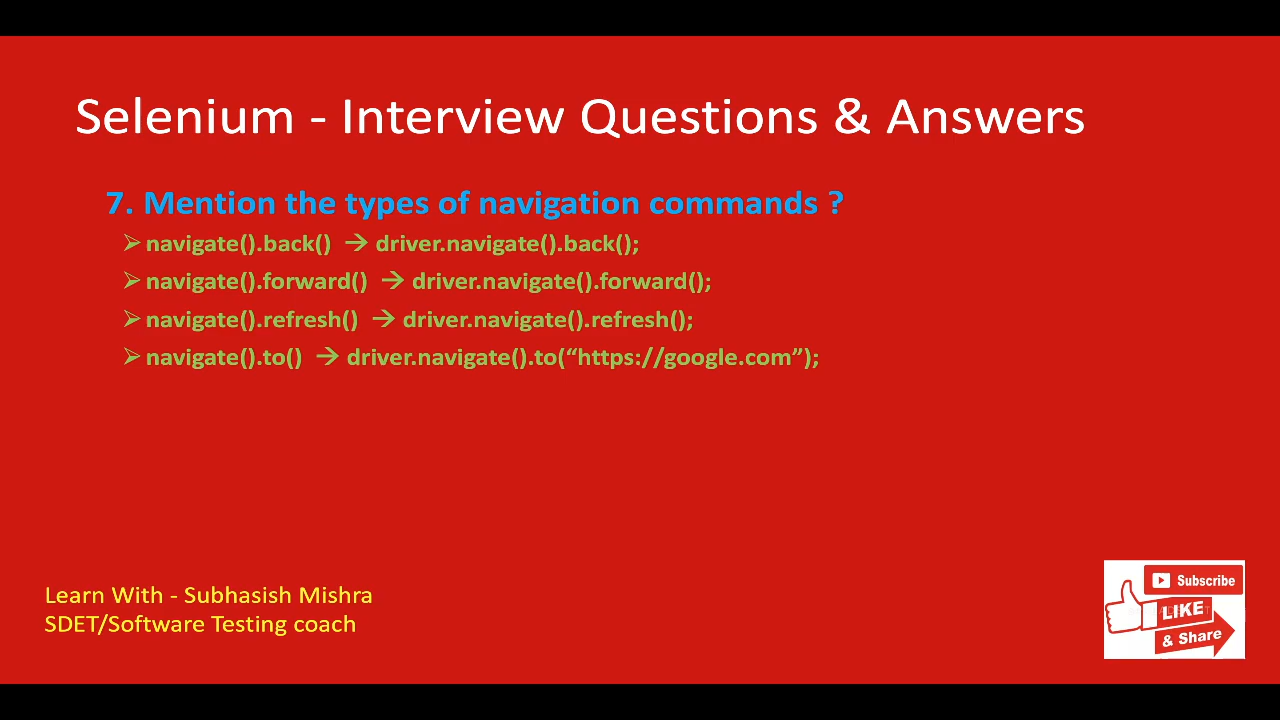 Selenium - Interview Questions & Answers
7. Mention the types of navigation commands ?
➢ navigate().back() → driver.navigate().back();
➢ navigate().forward() → driver.navigate().forward();
➢ navigate().refresh() → driver.navigate().refresh();
➢ navigate().to() → driver.navigate().to(“https://google.com”);
Learn With - Subhasish Mishra
SDET/Software Testing coach
Subscribe
LIKE
& Share